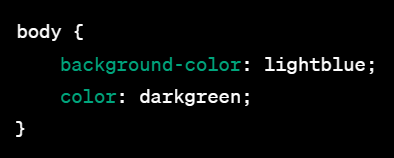 body {
    background-color: lightblue;
    color: darkgreen;
}